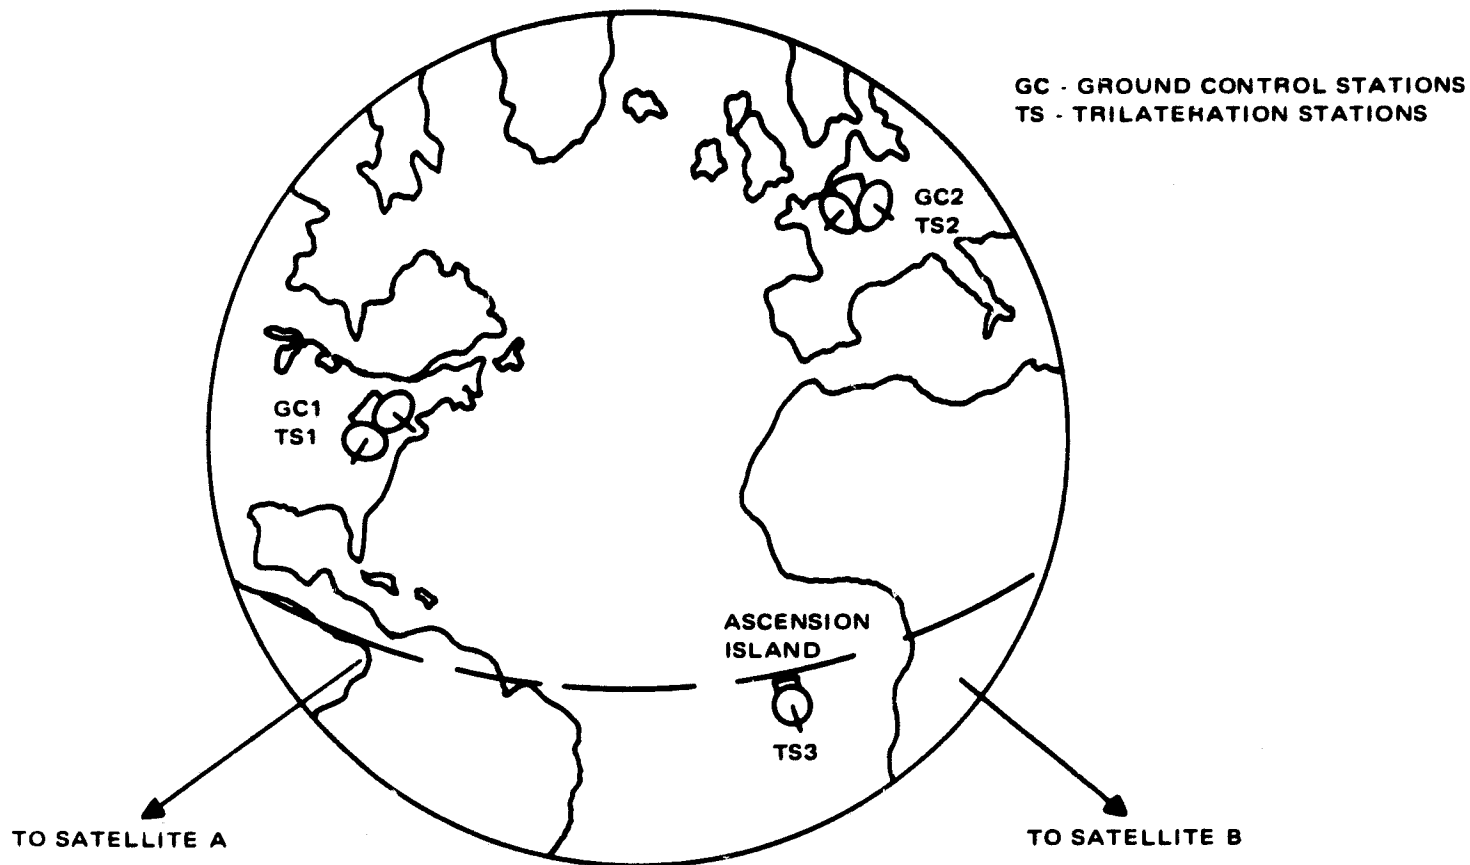 GC - GROUND CONTROL STATIONS
TS - TRILATEHATION STATIONS
GC2
TS2
GC1
TS1
ASCENSION
ISLAND
TS3
TO SATELLITE A
TO SATELLITE B